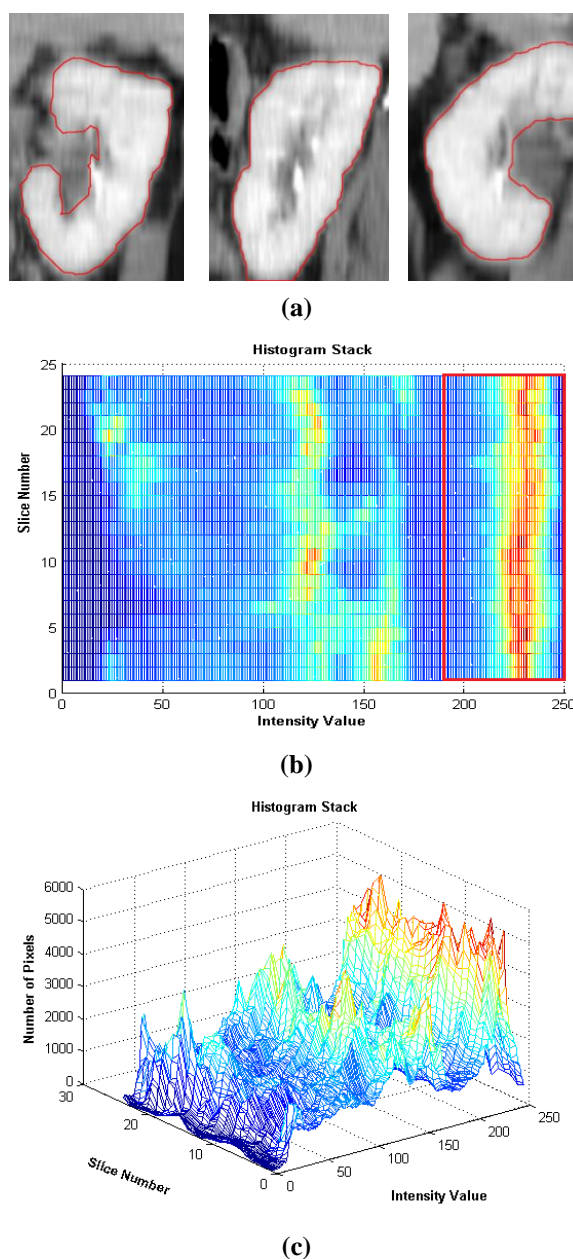 (a)
Histogram Stack
25
20
15
10
5
0
Slice Number
0 50 100 150 200 250
Intensity Value
(b)
Histogram Stack
6000
5000
4000
3000
2000
1000
0
Number of Pixels
30
20
10
0
Slice Number
0
50
100
150
200
250
Intensity Value
(c)